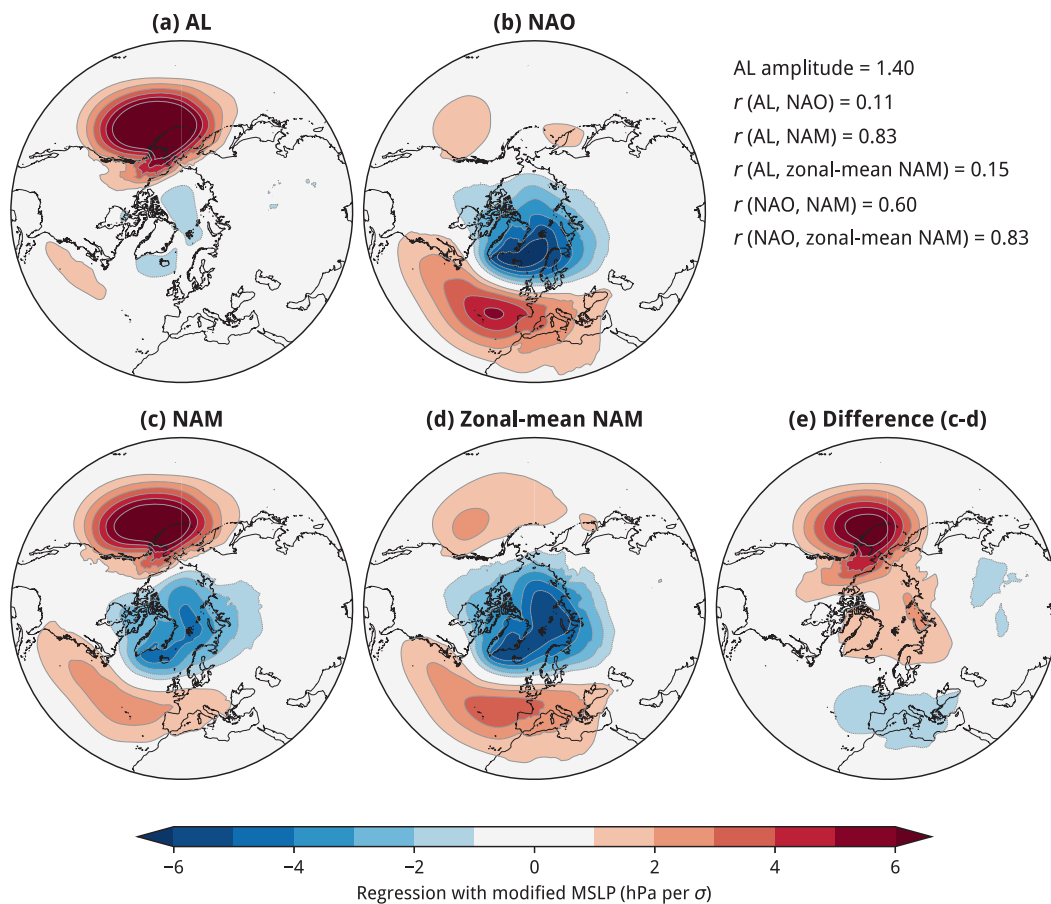 (a) AL
(b) NAO
AL amplitude = 1.40
r (AL, NAO) = 0.11
r (AL, NAM) = 0.83
r (AL, zonal-mean NAM) = 0.15
r (NAO, NAM) = 0.60
r (NAO, zonal-mean NAM) = 0.83
(c) NAM
(d) Zonal-mean NAM
(e) Difference (c-d)
−6 −4 −2 0 2 4 6
Regression with modified MSLP (hPa per σ)